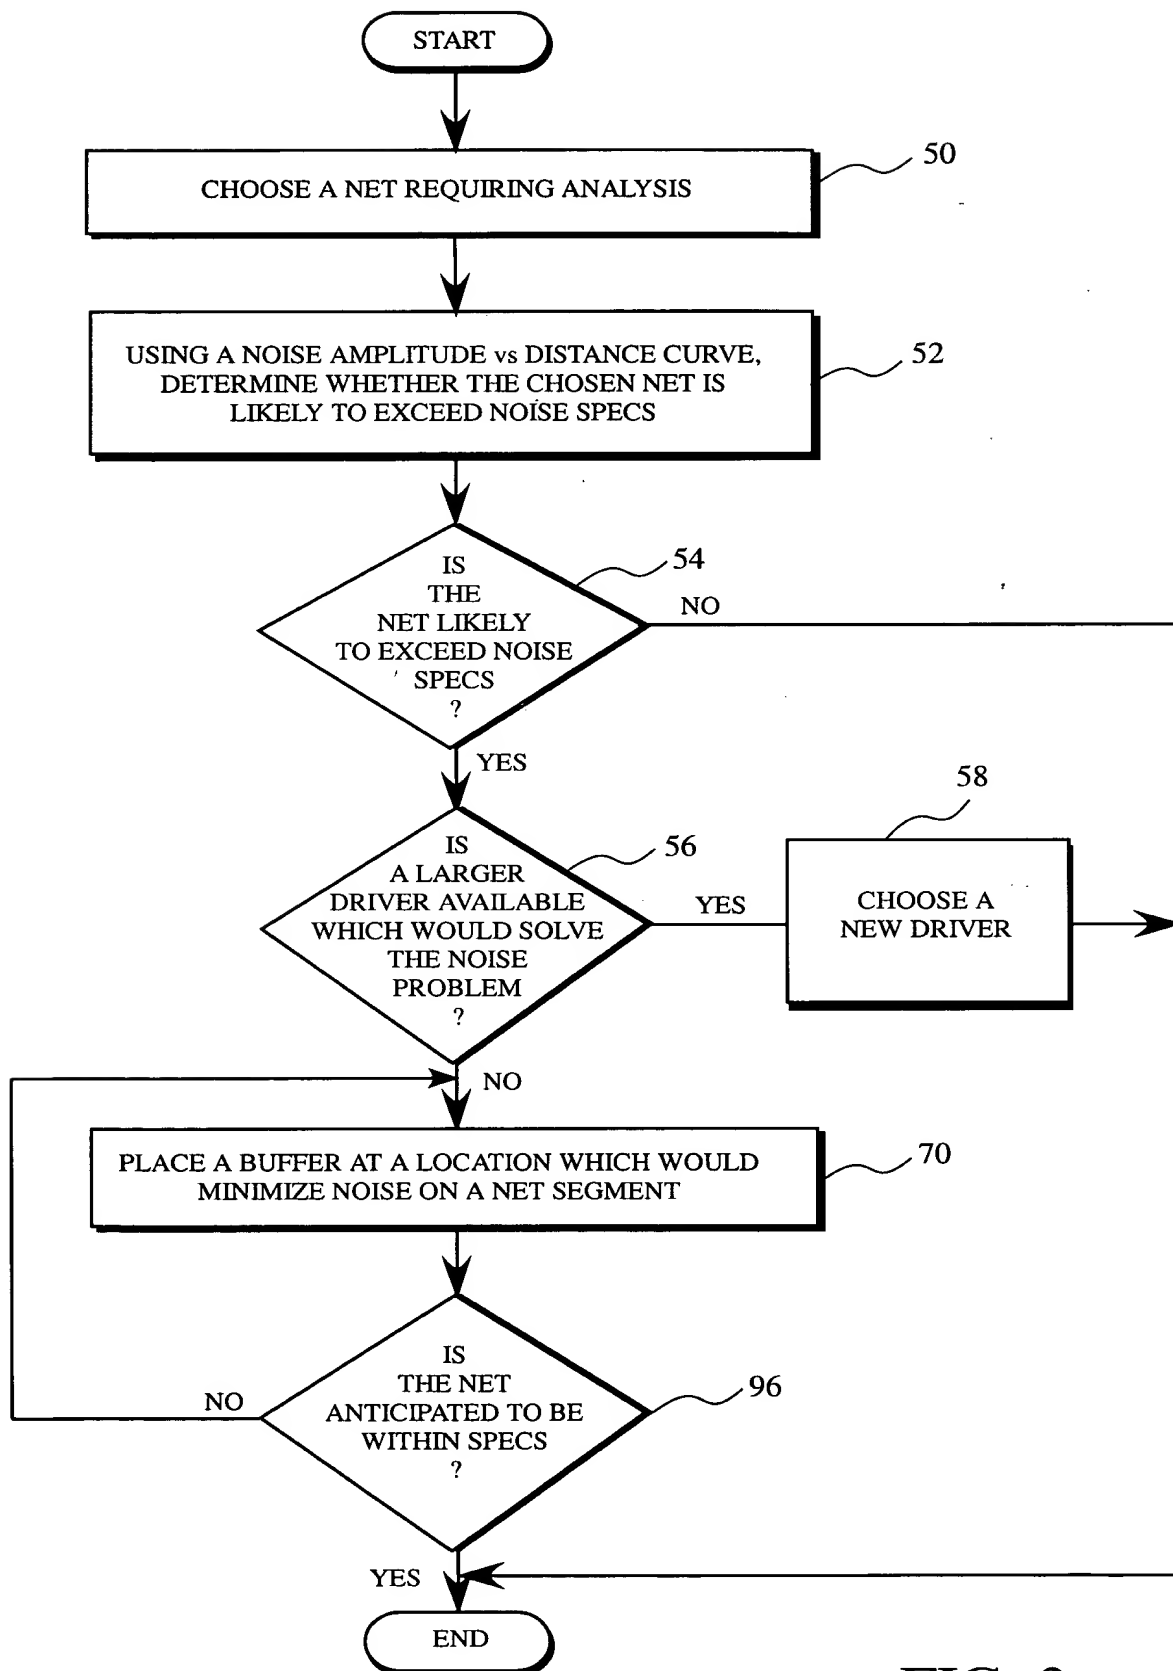 START
50
CHOOSE A NET REQUIRING ANALYSIS
52
USING A NOISE AMPLITUDE vs DISTANCE CURVE,
DETERMINE WHETHER THE CHOSEN NET IS
LIKELY TO EXCEED NOISE SPECS
54
IS
THE
NET LIKELY
TO EXCEED NOISE
SPECS
?
NO
YES
58
56
IS
A LARGER
DRIVER AVAILABLE
WHICH WOULD SOLVE
THE NOISE
PROBLEM
?
YES
CHOOSE A
NEW DRIVER
NO
70
PLACE A BUFFER AT A LOCATION WHICH WOULD
MINIMIZE NOISE ON A NET SEGMENT
96
IS
THE NET
ANTICIPATED TO BE
WITHIN SPECS
?
NO
YES
END